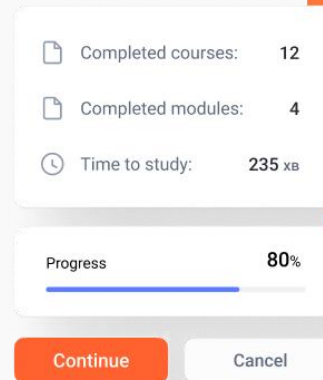 Completed courses: 12
Completed modules: 4
Time to study: 235 хв
Progress 80%
Continue Cancel